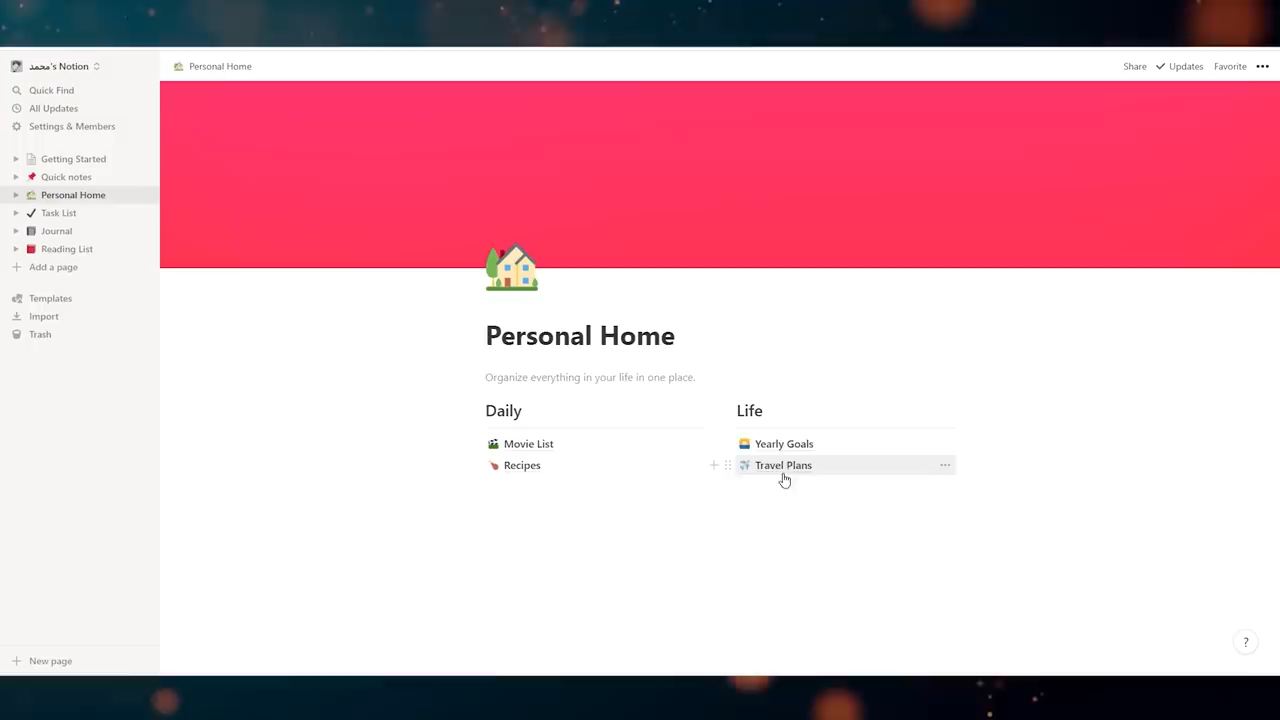 محمد's Notion
Personal Home
Share
Updates
Favorite
Quick Find
All Updates
Settings & Members
Getting Started
Quick notes
Personal Home
Task List
Journal
Reading List
Add a page
Templates
Import
Trash
Personal Home
Organize everything in your life in one place.
Daily
Life
Movie List
Yearly Goals
Recipes
Travel Plans
?
New page